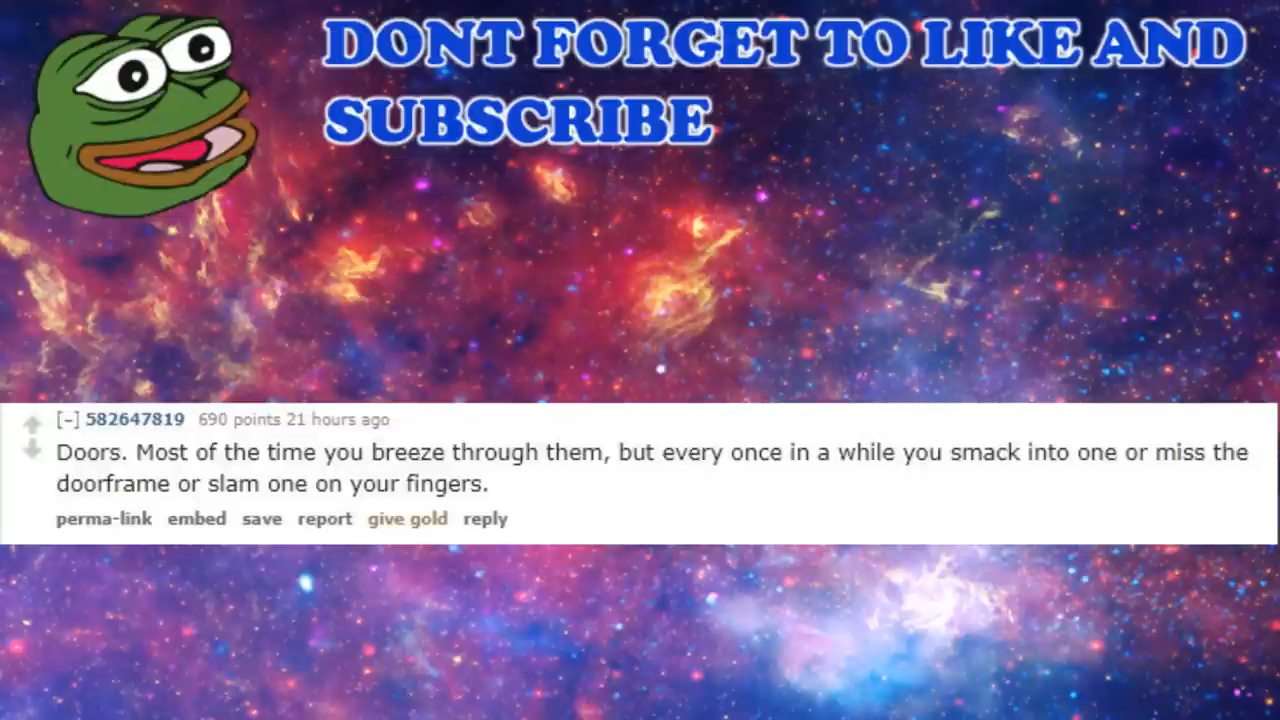 DONT FORGET TO LIKE AND
SUBSCRIBE
[-] 582647819 690 points 21 hours ago
Doors. Most of the time you breeze through them, but every once in a while you smack into one or miss the
doorframe or slam one on your fingers.
perma-link embed save report give gold reply